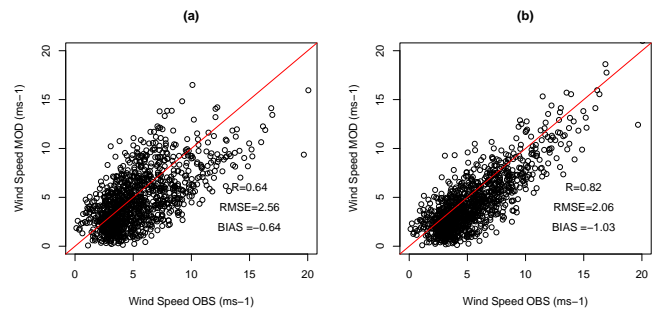 (a)
20
15
10
5
0
Wind Speed MOD (ms−1)
R=0.64
RMSE=2.56
BIAS =−0.64
0 5 10 15 20
Wind Speed OBS (ms−1)
(b)
20
15
10
5
0
Wind Speed MOD (ms−1)
R=0.82
RMSE=2.06
BIAS =−1.03
0 5 10 15 20
Wind Speed OBS (ms−1)